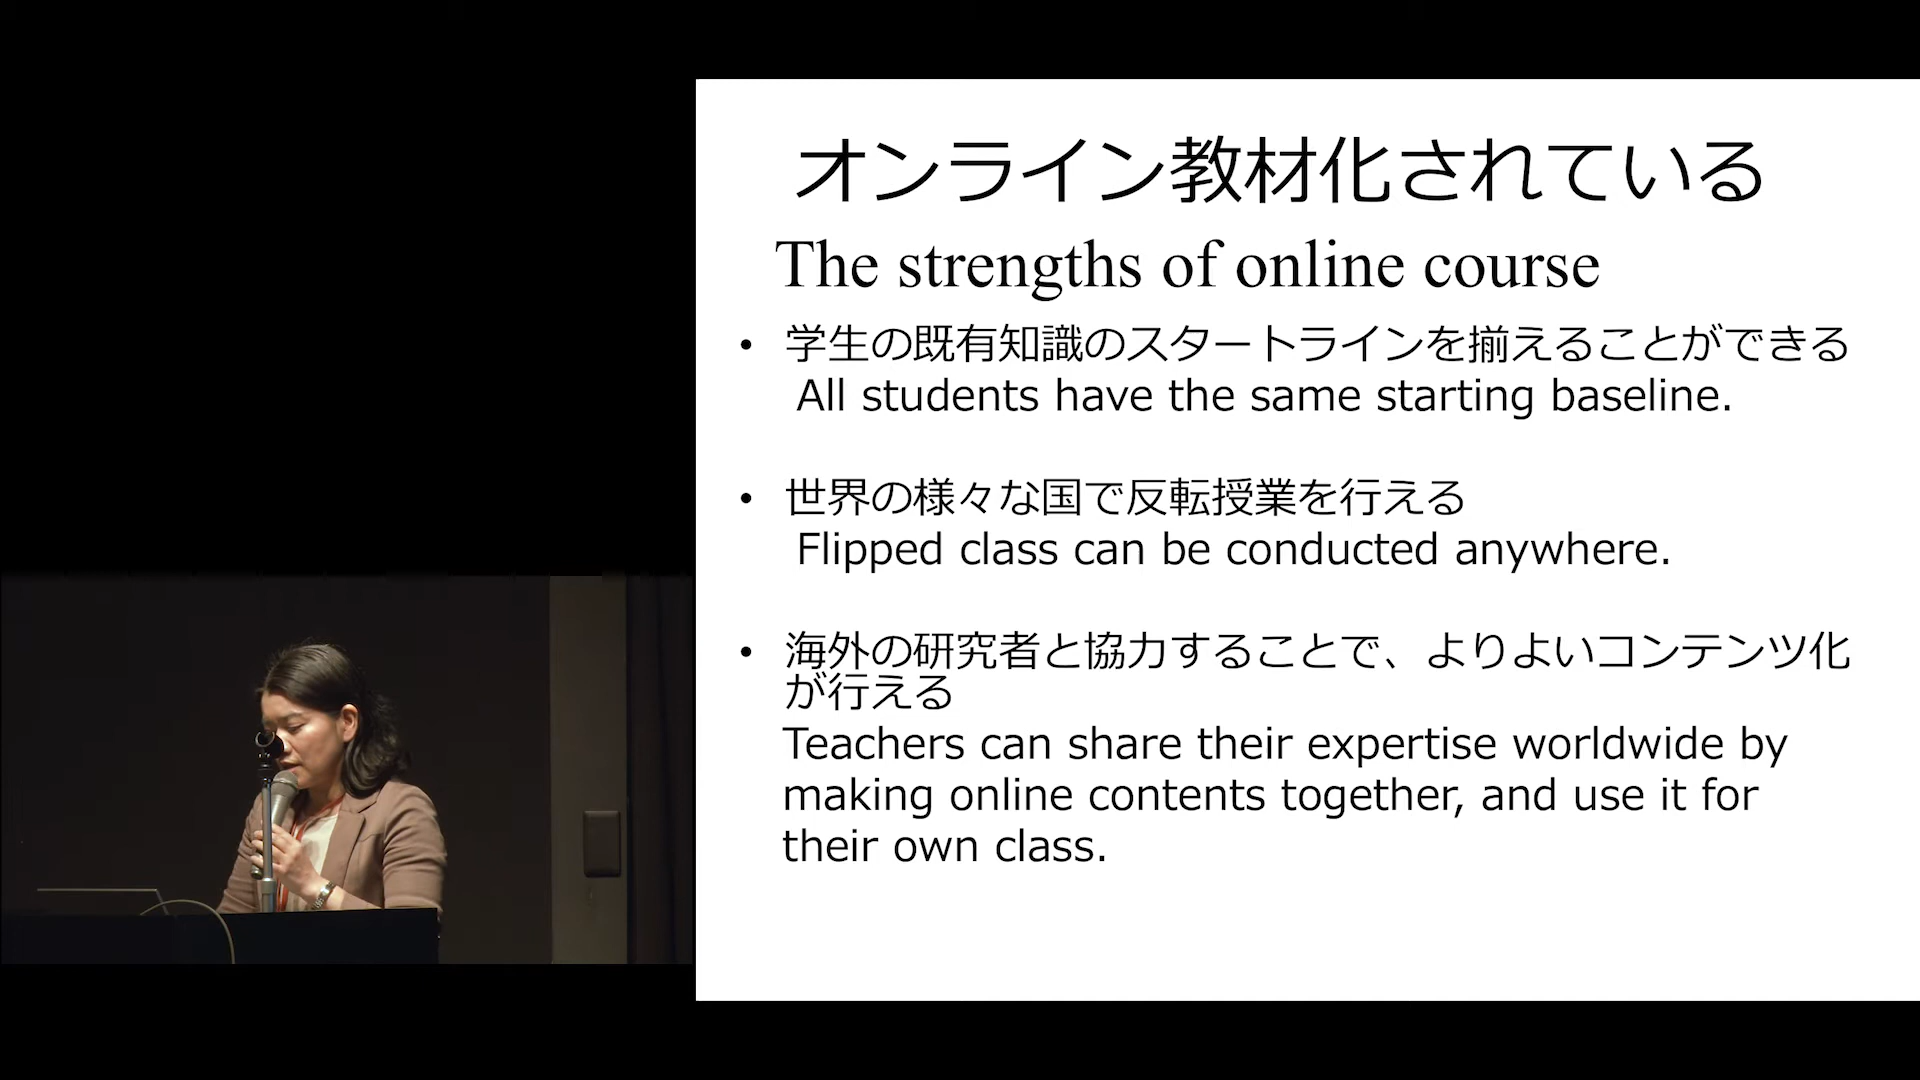 オンライン教材化されている
The strengths of online course
• 学生の既有知識のスタートラインを揃えることができる
All students have the same starting baseline.
• 世界の様々な国で反転授業を行える
Flipped class can be conducted anywhere.
• 海外の研究者と協力することで、よりよいコンテンツ化
が行える
Teachers can share their expertise worldwide by
making online contents together, and use it for
their own class.